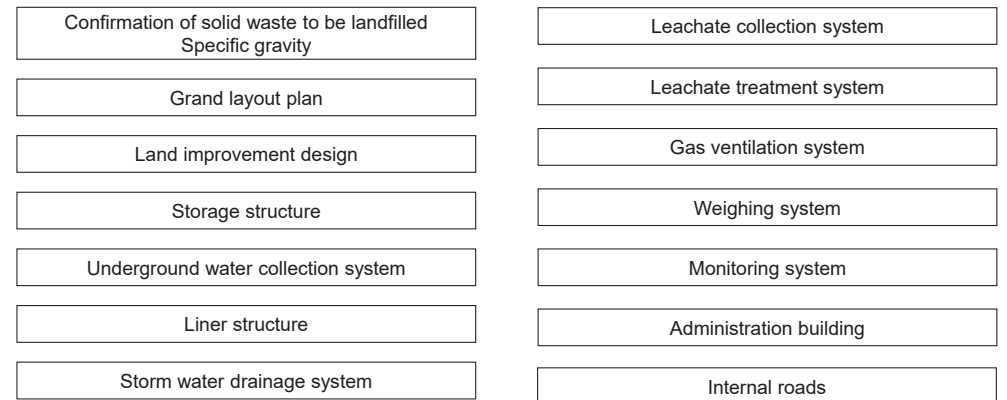 Confirmation of solid waste to be landfilled
Specific gravity
Grand layout plan
Land improvement design
Storage structure
Underground water collection system
Liner structure
Storm water drainage system
Leachate collection system
Leachate treatment system
Gas ventilation system
Weighing system
Monitoring system
Administration building
Internal roads